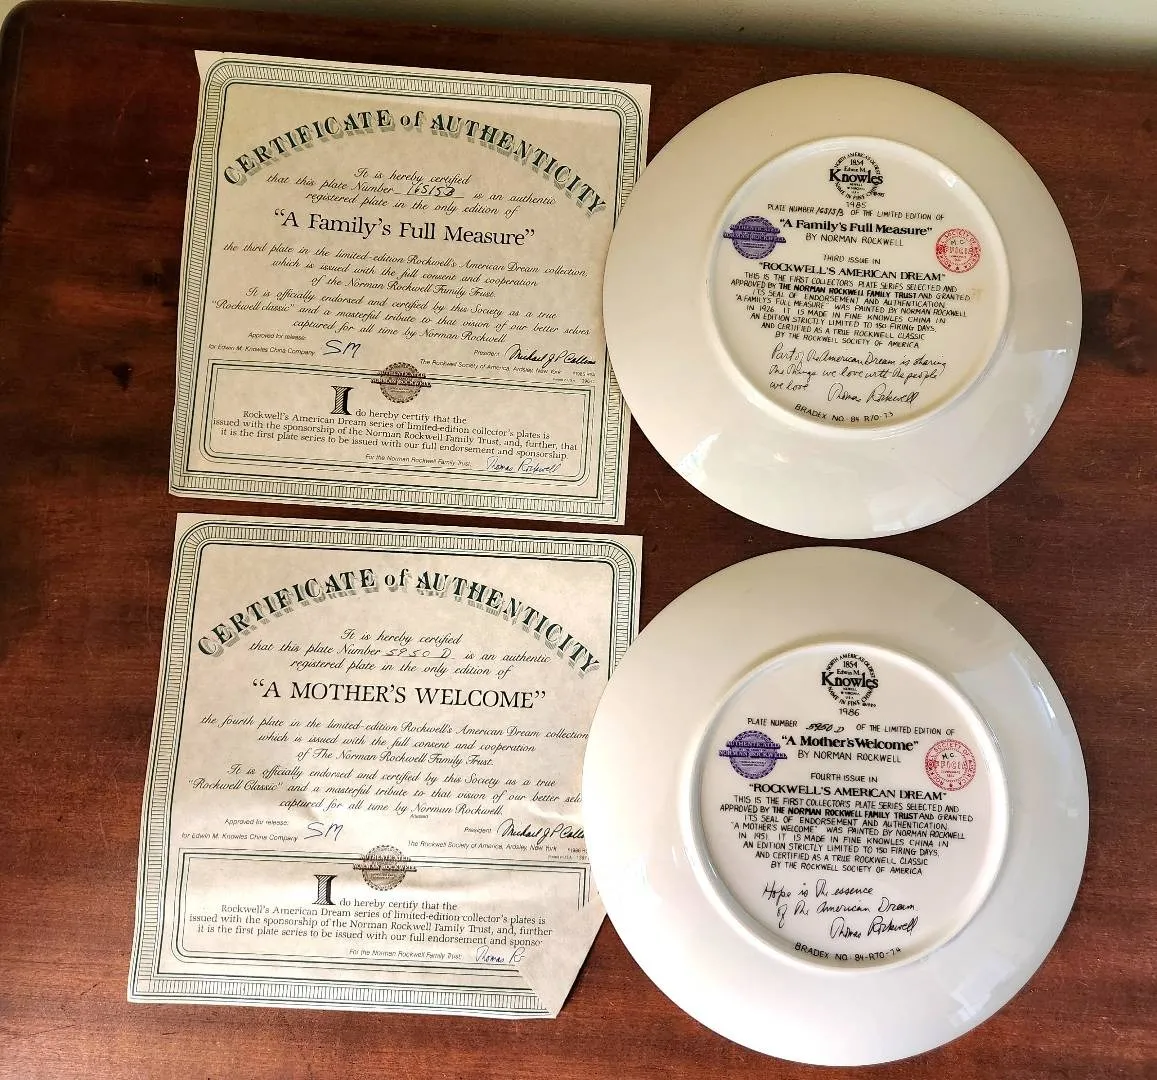 CERTIFICATE of AUTHENTICITY
It is hereby certified
that this plate Number 16515B is an authentic
registered plate in the only edition of
"A Family's Full Measure"
the third plate in the limited-edition Rockwell's American Dream collection,
which is issued with the full consent and cooperation
of the Norman Rockwell Family Trust.
It is officially endorsed and certified by this Society as a true
"Rockwell classic" and a masterful tribute to that vision of our better selves
captured for all time by Norman Rockwell.
Approved for release:
for Edwin M. Knowles China Company SM
President
The Rockwell Society of America, Ardsley, New York
AUTHENTICATED
NORMAN ROCKWELL
I do hereby certify that the
Rockwell's American Dream series of limited-edition collector's plates is
issued with the sponsorship of the Norman Rockwell Family Trust, and, further, that
it is the first plate series to be issued with our full endorsement and sponsorship.
For the Norman Rockwell Family Trust: Thomas Rockwell
1854
Edwin M.
Knowles
1985
PLATE NUMBER 16515B OF THE LIMITED EDITION OF
"A Family's Full Measure"
BY NORMAN ROCKWELL
AUTHENTICATED
NORMAN ROCKWELL
THIRD ISSUE IN
"ROCKWELL'S AMERICAN DREAM"
THIS IS THE FIRST COLLECTOR'S PLATE SERIES SELECTED AND
APPROVED BY THE NORMAN ROCKWELL FAMILY TRUST AND GRANTED
ITS SEAL OF ENDORSEMENT AND AUTHENTICATION.
"A FAMILY'S FULL MEASURE" WAS PAINTED BY NORMAN ROCKWELL
IN 1926. IT IS MADE IN FINE KNOWLES CHINA IN
AN EDITION STRICTLY LIMITED TO 150 FIRING DAYS,
AND CERTIFIED AS A TRUE ROCKWELL CLASSIC
BY THE ROCKWELL SOCIETY OF AMERICA.
Part of the American Dream is sharing
the things we love with the people
we love Thomas Rockwell
BRADEX NO. 84-R70-7.3
CERTIFICATE of AUTHENTICITY
It is hereby certified
that this plate Number 5950 D is an authentic
registered plate in the only edition of
"A MOTHER'S WELCOME"
the fourth plate in the limited-edition Rockwell's American Dream collection
which is issued with the full consent and cooperation
of The Norman Rockwell Family Trust.
It is officially endorsed and certified by this Society as a true
"Rockwell Classic" and a masterful tribute to that vision of our better
captured for all time by Norman Rockwell.
Attested
Approved for release:
for Edwin M. Knowles China Company SM
President
The Rockwell Society of America, Ardsley, New York
AUTHENTICATED
NORMAN ROCKWELL
I do hereby certify that the
Rockwell's American Dream series of limited-edition collector's plates is
issued with the sponsorship of the Norman Rockwell Family Trust, and, further
it is the first plate series to be issued with our full endorsement and sponso
For the Norman Rockwell Family Trust: Thomas
1854
Edwin M.
Knowles
1986
PLATE NUMBER 5950 D OF THE LIMITED EDITION OF
"A Mother's Welcome"
BY NORMAN ROCKWELL
AUTHENTICATED
NORMAN ROCKWELL
FOURTH ISSUE IN
"ROCKWELL'S AMERICAN DREAM"
THIS IS THE FIRST COLLECTOR'S PLATE SERIES SELECTED AND
APPROVED BY THE NORMAN ROCKWELL FAMILY TRUST AND GRANTED
ITS SEAL OF ENDORSEMENT AND AUTHENTICATION.
"A MOTHER'S WELCOME" WAS PAINTED BY NORMAN ROCKWELL
IN 1951. IT IS MADE IN FINE KNOWLES CHINA IN
AN EDITION STRICTLY LIMITED TO 150 FIRING DAYS,
AND CERTIFIED AS A TRUE ROCKWELL CLASSIC
BY THE ROCKWELL SOCIETY OF AMERICA
Hope is the essence
of the American Dream
Thomas Rockwell
BRADEX NO. 84-R70-7.4